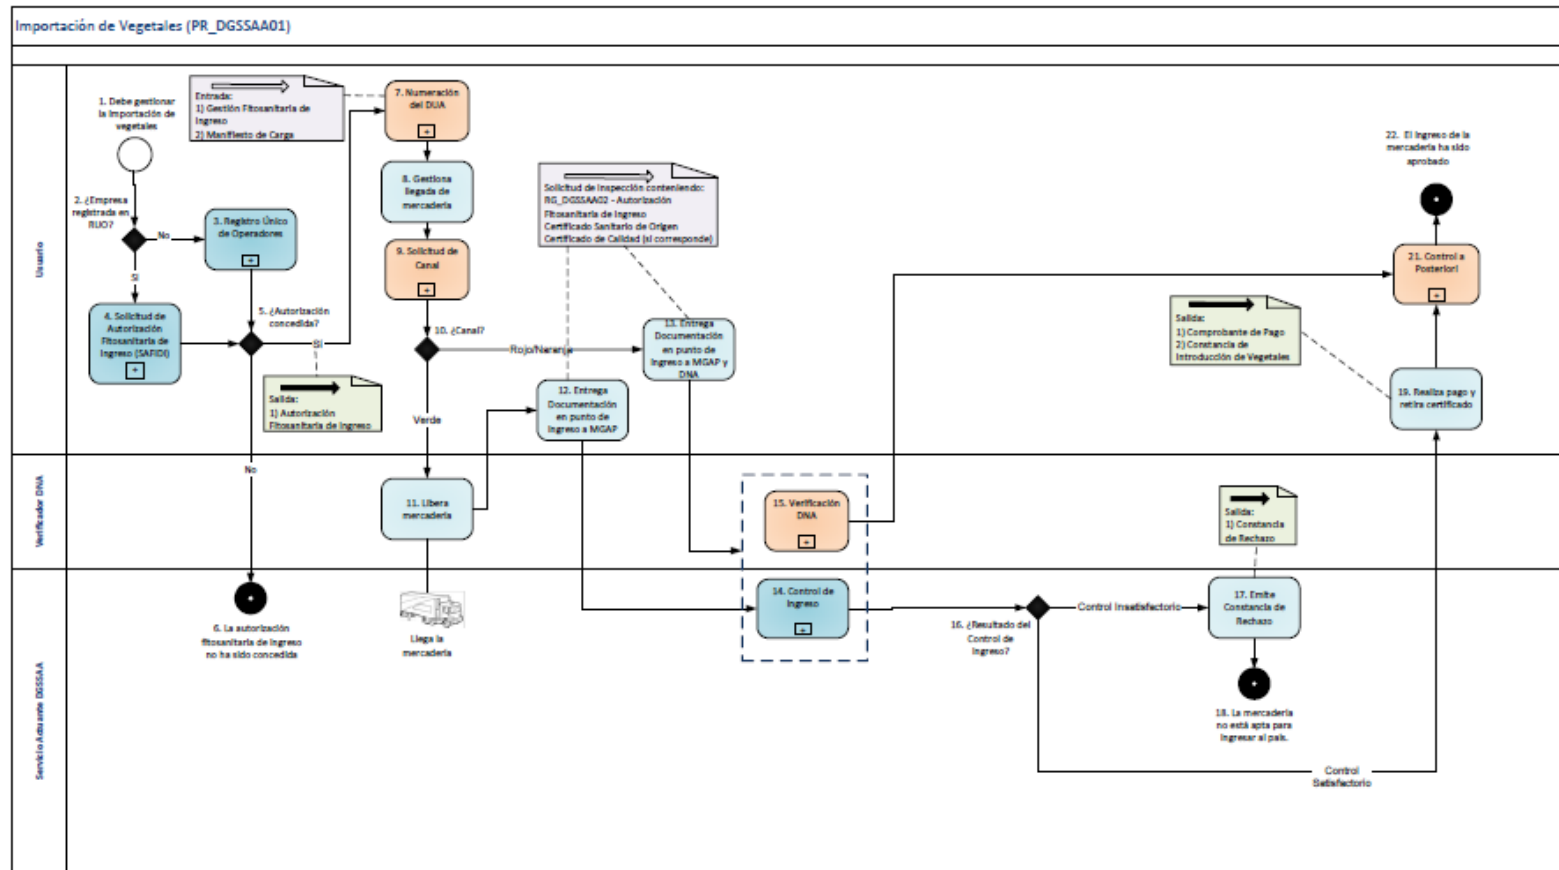 Importación de Vegetales (PR_DGSSAA01)
Usuario
1. Debe gestionar
la importación de
vegetales
2. ¿Empresa
registrada en
RUO?
No
Si
3. Registro Único
de Operadores
4. Solicitud de
Autorización
Fitosanitaria de
Ingreso (SAFIDI)
5. ¿Autorización
concedida?
Sí
No
Entrada:
1) Gestión Fitosanitaria de
Ingreso
2) Manifiesto de Carga
Salida:
1) Autorización
Fitosanitaria de Ingreso
7. Numeración
del DUA
8. Gestiona
llegada de
mercadería
9. Solicitud de
Canal
10. ¿Canal?
Rojo/Naranja
Verde
Solicitud de Inspección conteniendo:
RG_DGSSAA02 - Autorización
Fitosanitaria de Ingreso
Certificado Sanitario de Origen
Certificado de Calidad (si corresponde)
12. Entrega
Documentación
en punto de
Ingreso a MGAP
13. Entrega
Documentación
en punto de
Ingreso a MGAP y
DNA
22. El Ingreso de la
mercadería ha sido
aprobado
21. Control a
Posteriori
Salida:
1) Comprobante de Pago
2) Constancia de
Introducción de Vegetales
19. Realiza pago y
retira certificado
Verificador DNA
11. Libera
mercadería
15. Verificación
DNA
Salida:
1) Constancia
de Rechazo
Servicio Actuante DGSSAA
6. La autorización
fitosanitaria de ingreso
no ha sido concedida
Llega la
mercadería
14. Control de
Ingreso
16. ¿Resultado del
Control de
Ingreso?
Control Insatisfactorio
17. Emite
Constancia de
Rechazo
18. La mercadería
no está apta para
ingresar al país.
Control
Satisfactorio